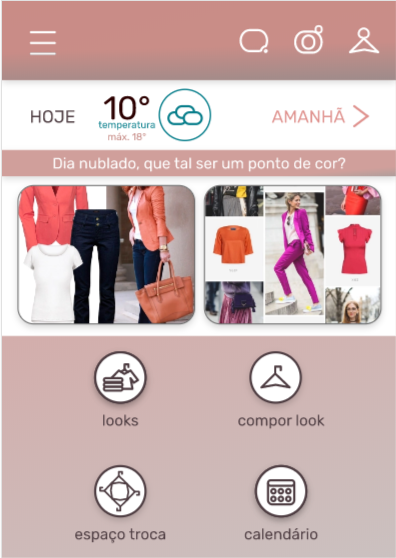 HOJE
10°
temperatura
máx. 18°
AMANHÃ
Dia nublado, que tal ser um ponto de cor?
looks
compor look
espaço troca
calendário